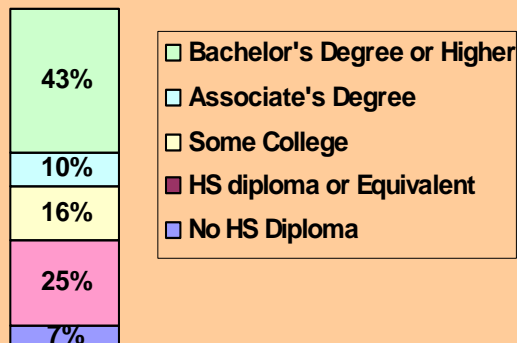 43%
10%
16%
25%
7%
Bachelor's Degree or Higher
Associate's Degree
Some College
HS diploma or Equivalent
No HS Diploma